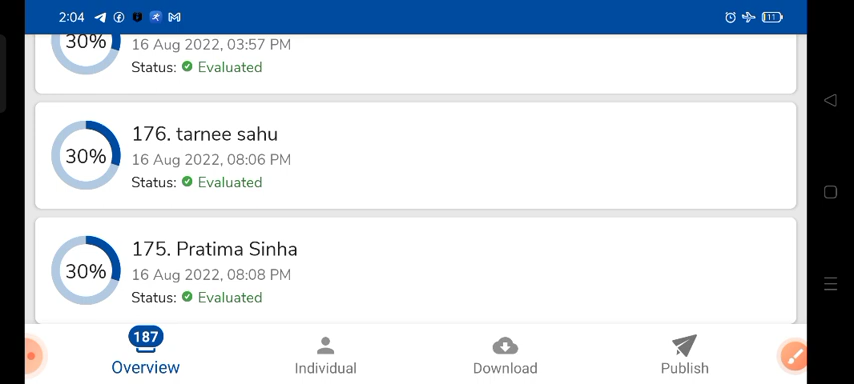 2:04
11
30%
16 Aug 2022, 03:57 PM
Status: Evaluated
30%
176. tarnee sahu
16 Aug 2022, 08:06 PM
Status: Evaluated
30%
175. Pratima Sinha
16 Aug 2022, 08:08 PM
Status: Evaluated
187
Overview
Individual
Download
Publish